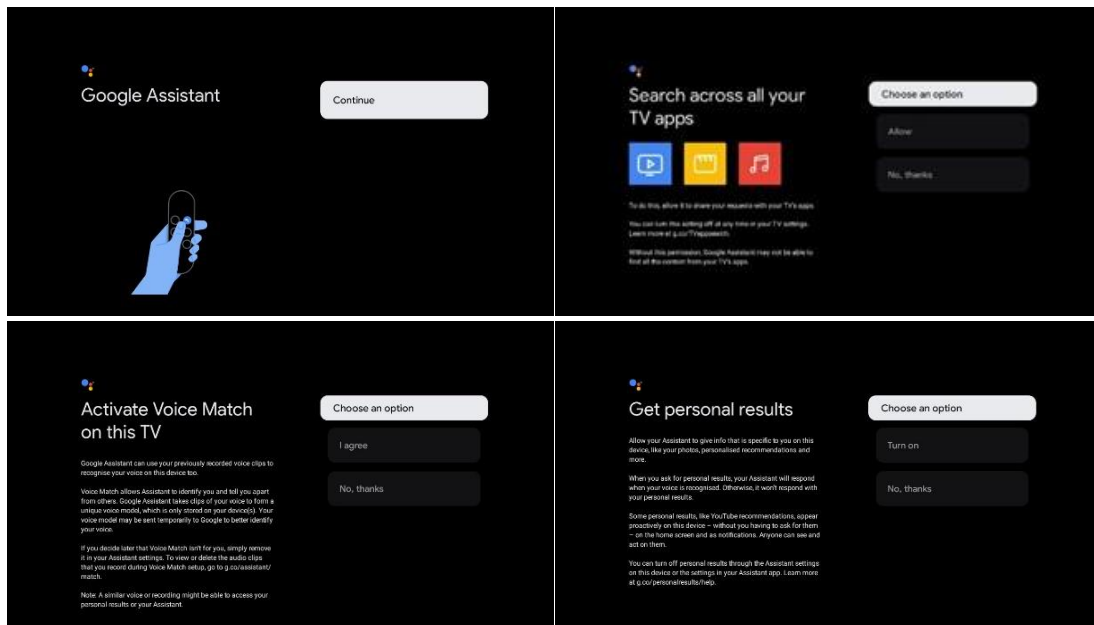 Google Assistant
Continue
Search across all your
TV apps
Choose an option
Allow
No, thanks
To do this, allow it to share your requests with your TV's apps.
You can turn this setting off at any time in your TV settings.
Learn more at g.co/TVappsearch.
Without this permission, Google Assistant may not be able to
find all the content from your TV's apps.
Activate Voice Match
on this TV
Google Assistant can use your previously recorded voice clips to
recognise your voice on this device too.
Voice Match allows Assistant to identify you and tell you apart
from others. Google Assistant takes clips of your voice to form a
unique voice model, which is only stored on your device(s). Your
voice model may be sent temporarily to Google to better identify
your voice.
If you decide later that Voice Match isn't for you, simply remove
it in your Assistant settings. To view or delete the audio clips
that you record during Voice Match setup, go to g.co/assistant/
match.
Note: A similar voice or recording might be able to access your
personal results or your Assistant
Choose an option
I agree
No, thanks
Get personal results
Allow your Assistant to give info that is specific to you on this
device, like your photos, personalised recommendations and
more.
When you ask for personal results, your Assistant will respond
when your voice is recognised. Otherwise, it won't respond with
your personal results.
Some personal results, like YouTube recommendations, appear
proactively on this device – without you having to ask for them
– on the home screen and as notifications. Anyone can see and
act on them.
You can turn off personal results through the Assistant settings
on this device or the settings in your Assistant app. Learn more
at g.co/personalresults/help.
Choose an option
Turn on
No, thanks